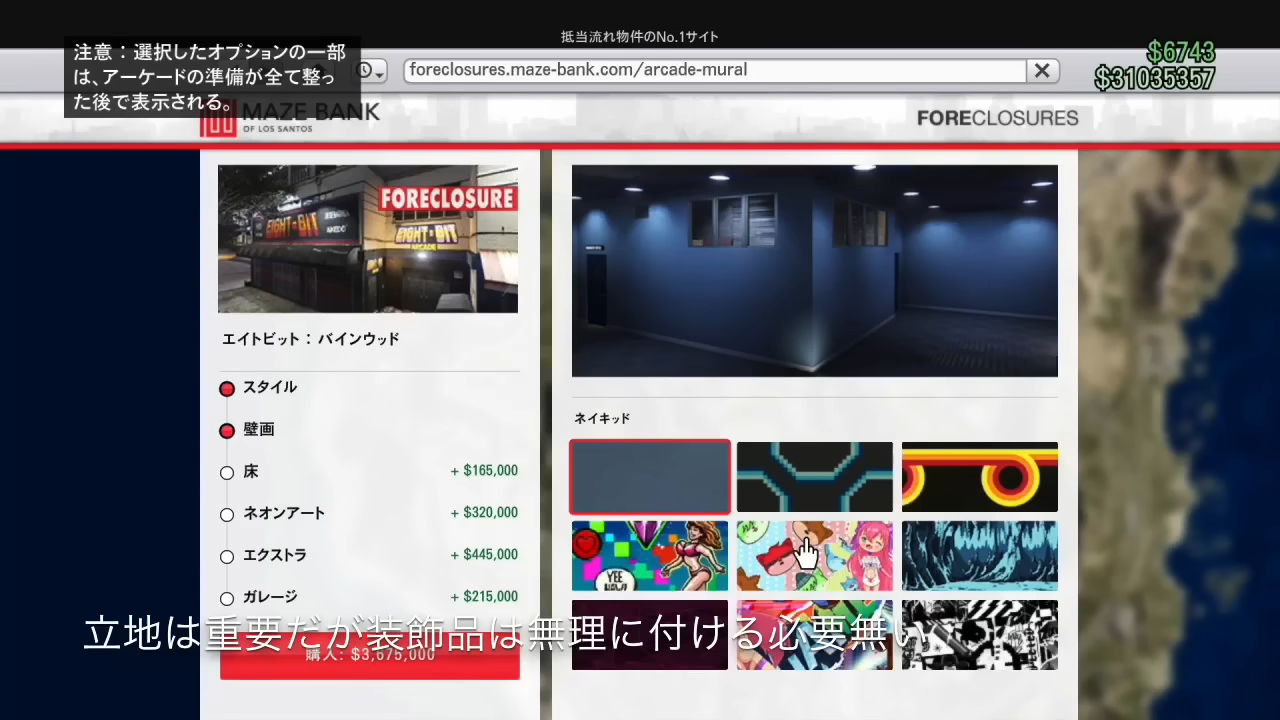 抵当流れ物件のNo.1サイト
注意：選択したオプションの一部
は、アーケードの準備が全て整っ
た後で表示される。
foreclosures.maze-bank.com/arcade-mural
$6743
$31035357
MAZE BANK
OF LOS SANTOS
FORECLOSURES
FORECLOSURE
EIGHT-BIT
EIGHT-BIT
エイトビット：バインウッド
スタイル
壁画
床 + $165,000
ネオンアート + $320,000
エクストラ + $445,000
ガレージ + $215,000
購入: $3,675,000
ネイキッド
YEE
立地は重要だが装飾品は無理に付ける必要無い